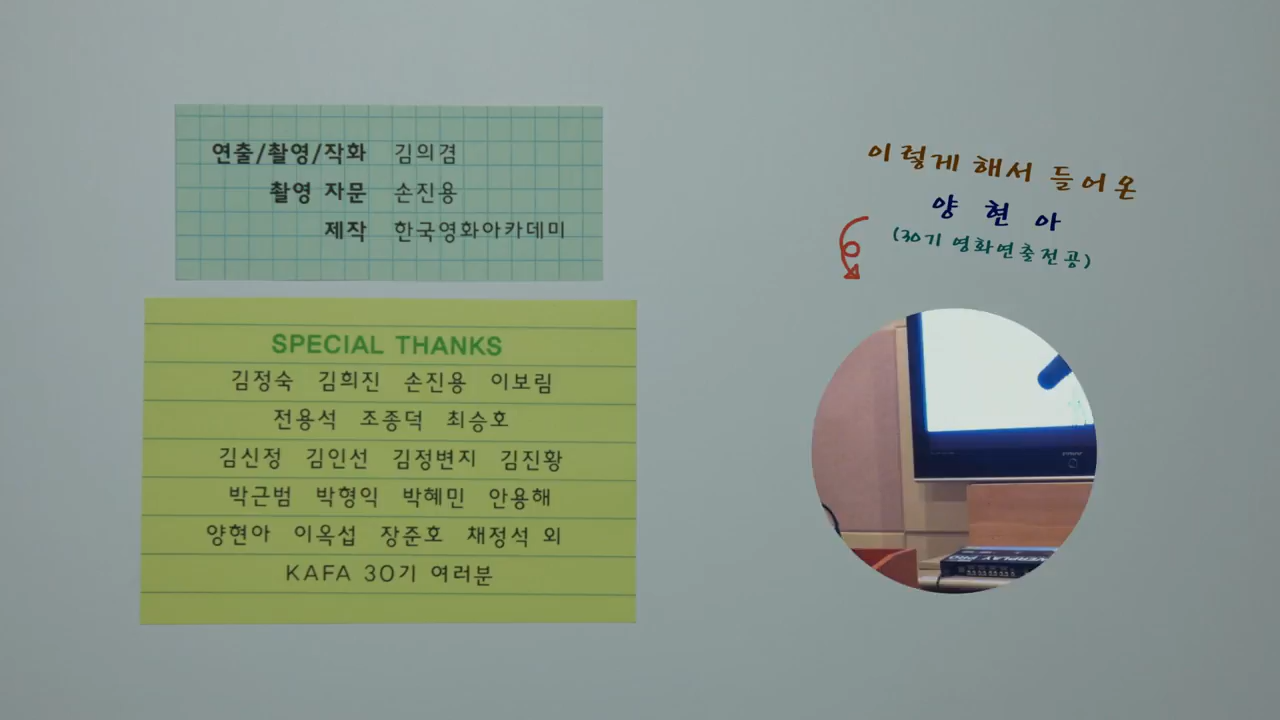 연출/촬영/작화 김의겸
촬영 자문 손진용
제작 한국영화아카데미
SPECIAL THANKS
김정숙 김희진 손진용 이보림
전용석 조종덕 최승호
김신정 김인선 김정변지 김진황
박근범 박형익 박혜민 안용해
양현아 이옥섭 장준호 채정석 외
KAFA 30기 여러분
이렇게 해서 들어온
양 현 아
(30기 영화연출전공)